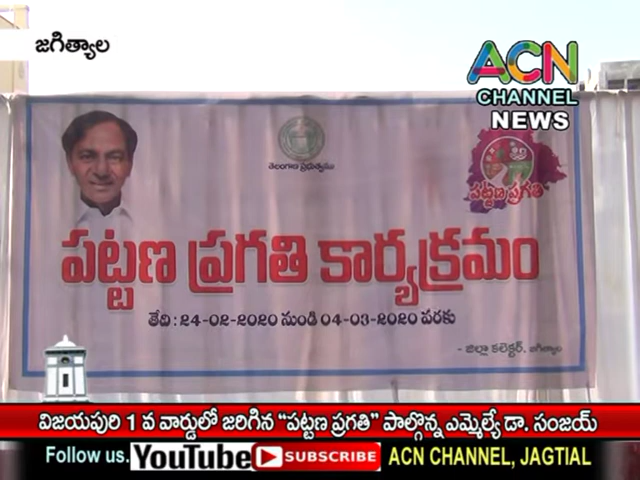 జగిత్యాల
ACN
CHANNEL
NEWS
తెలంగాణ ప్రభుత్వము
పట్టణ ప్రగతి
పట్టణ ప్రగతి కార్యక్రమం
తేది : 24-02-2020 నుండి 04-03-2020 వరకు
- జిల్లా కలెక్టర్, జగిత్యాల
విజయపురి 1 వ వార్డులో జరిగిన “పట్టణ ప్రగతి” పాల్గొన్న ఎమ్మెల్యే డా. సంజయ్
Follow us. YouTube SUBSCRIBE ACN CHANNEL, JAGTIAL